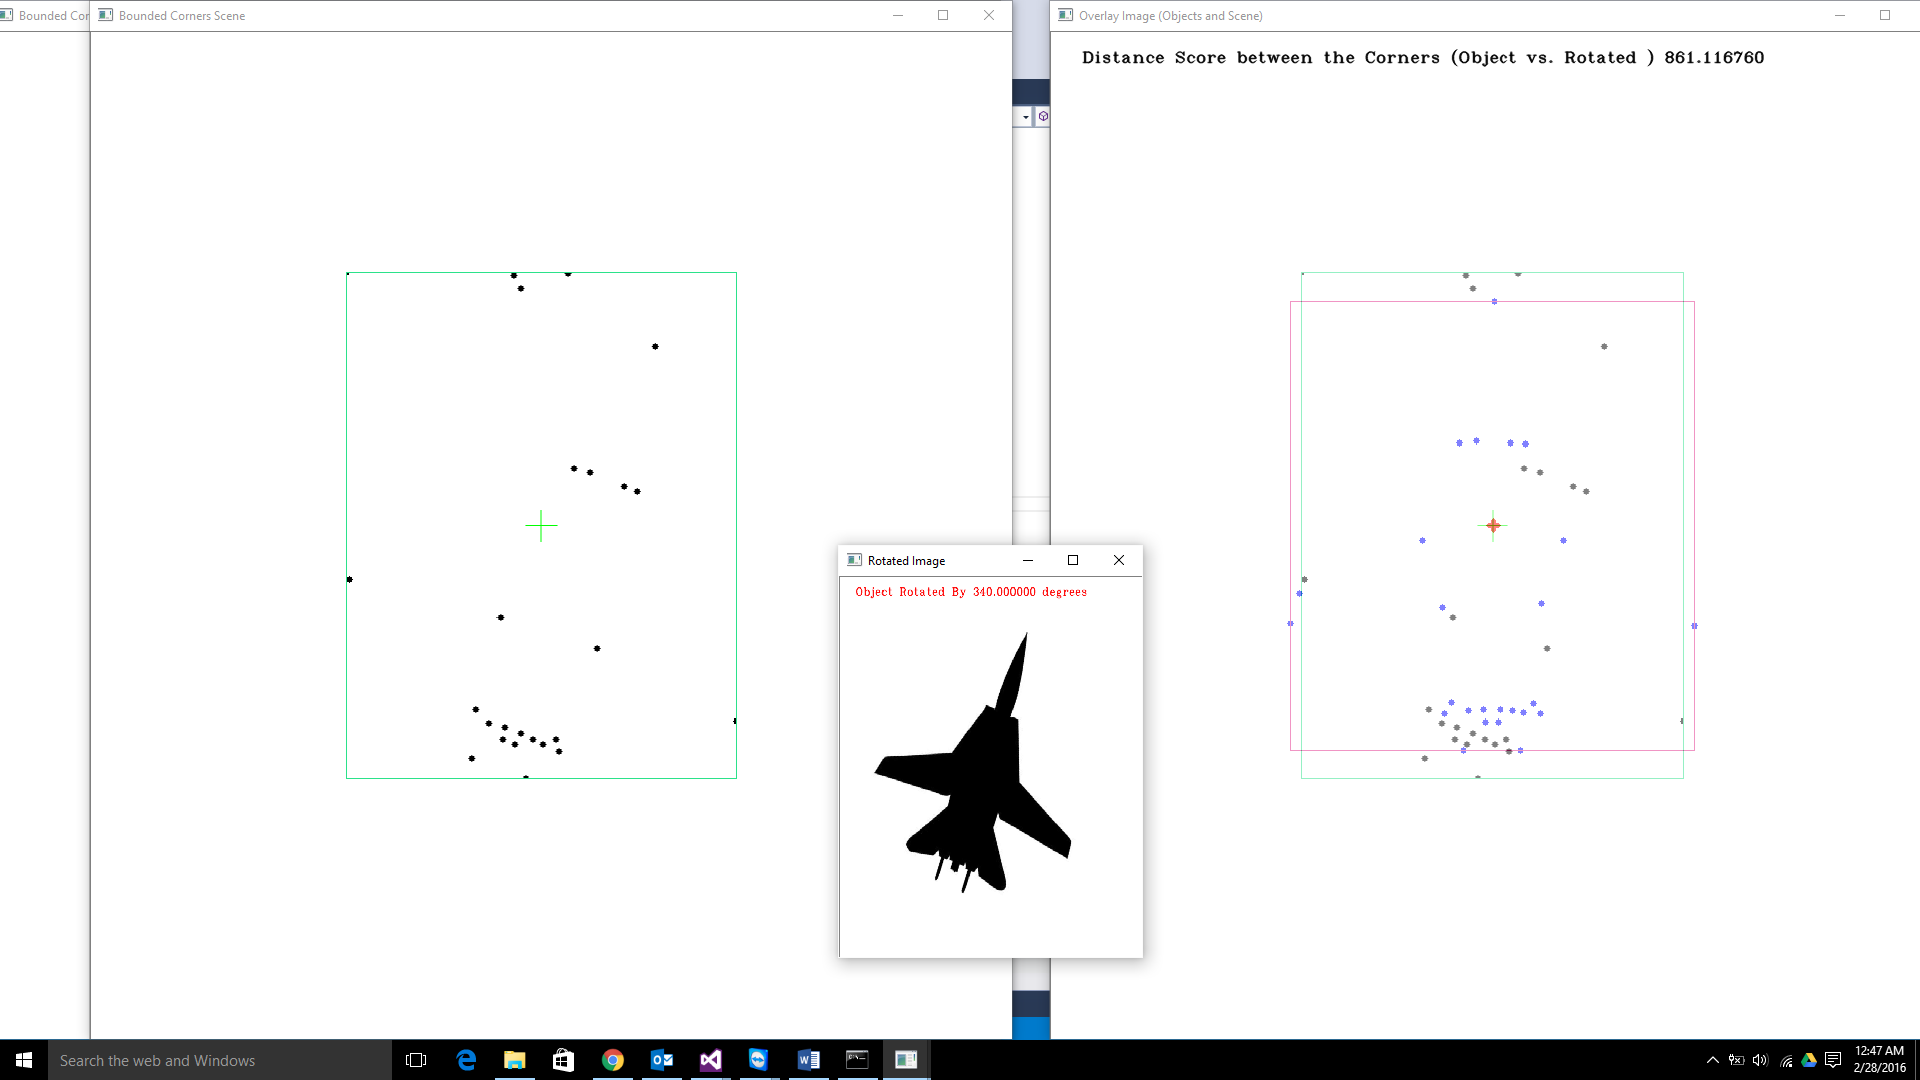 Bounded Cor
Bounded Corners Scene
Overlay Image (Objects and Scene)
Distance Score between the Corners (Object vs. Rotated ) 861.116760
Rotated Image
Object Rotated By 340.000000 degrees
Search the web and Windows
12:47 AM
2/28/2016